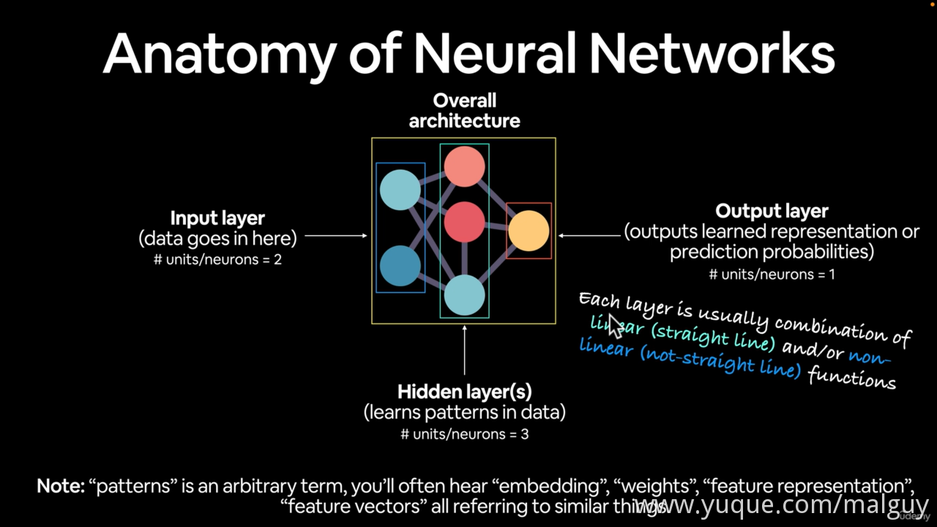 Anatomy of Neural Networks
Overall
architecture
Input layer
(data goes in here)
# units/neurons = 2
Output layer
(outputs learned representation or
prediction probabilities)
# units/neurons = 1
Each layer is usually combination of
linear (straight line) and/or non-
linear (not-straight line) functions
Hidden layer(s)
(learns patterns in data)
# units/neurons = 3
Note: “patterns” is an arbitrary term, you’ll often hear “embedding”, “weights”, “feature representation”,
“feature vectors” all referring to similar things.
www.yuque.com/malguy
Udemy